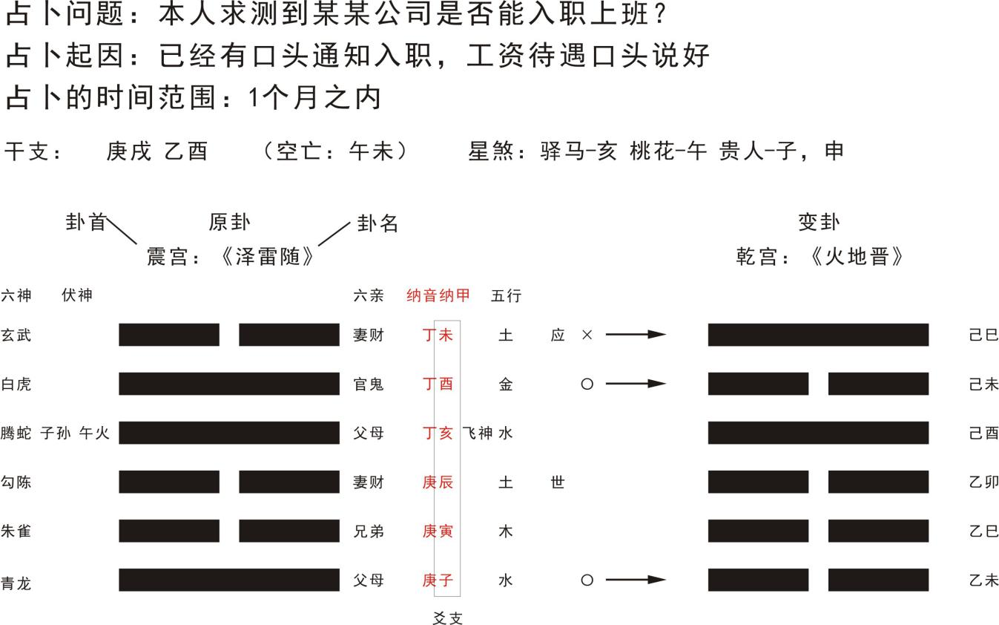 占卜问题：本人求测到某某公司是否能入职上班？
占卜起因：已经有口头通知入职，工资待遇口头说好
占卜的时间范围：1个月之内
干支： 庚戌 乙酉 （空亡：午未） 星煞：驿马-亥 桃花-午 贵人-子，申
卦首 原卦 卦名 变卦
震宫：《泽雷随》 乾宫：《火地晋》
六神 伏神 六亲 纳音纳甲 五行
玄武 妻财 丁未 土 应 × 己巳
白虎 官鬼 丁酉 金 ○ 己未
腾蛇 子孙 午火 父母 丁亥 飞神 水 己酉
勾陈 妻财 庚辰 土 世 乙卯
朱雀 兄弟 庚寅 木 乙巳
青龙 父母 庚子 水 ○ 乙未
爻支